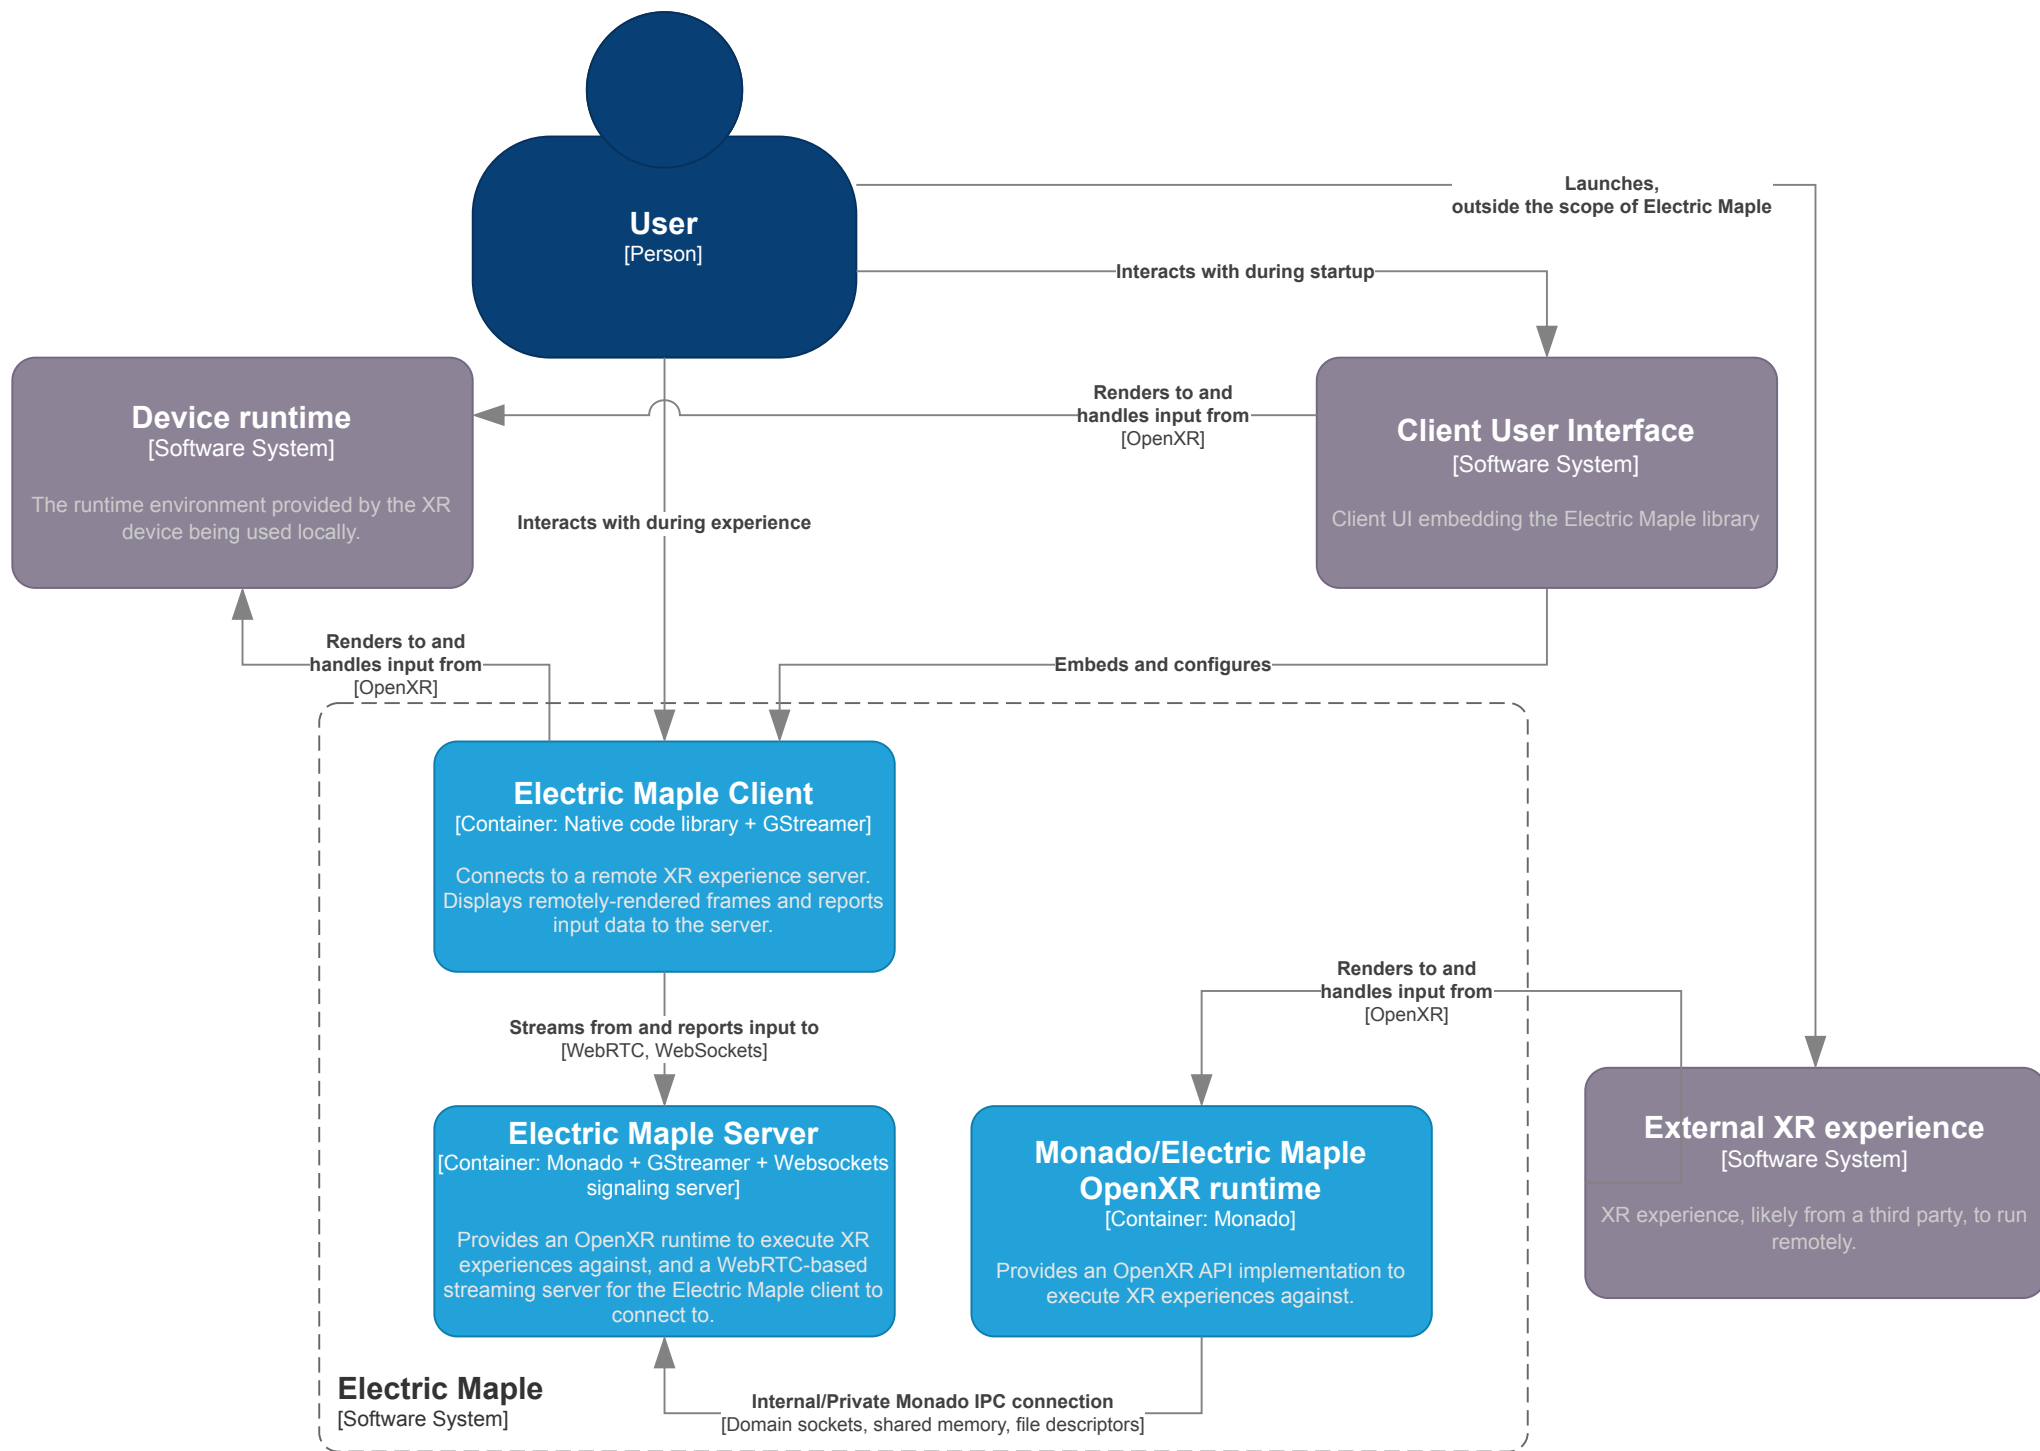 User
[Person]
Launches,
outside the scope of Electric Maple
Interacts with during startup
Device runtime
[Software System]
The runtime environment provided by the XR
device being used locally.
Renders to and
handles input from
[OpenXR]
Client User Interface
[Software System]
Client UI embedding the Electric Maple library
Interacts with during experience
Renders to and
handles input from
[OpenXR]
Embeds and configures
Electric Maple Client
[Container: Native code library + GStreamer]
Connects to a remote XR experience server.
Displays remotely-rendered frames and reports
input data to the server.
Streams from and reports input to
[WebRTC, WebSockets]
Renders to and
handles input from
[OpenXR]
Electric Maple Server
[Container: Monado + GStreamer + Websockets
signaling server]
Provides an OpenXR runtime to execute XR
experiences against, and a WebRTC-based
streaming server for the Electric Maple client to
connect to.
Monado/Electric Maple
OpenXR runtime
[Container: Monado]
Provides an OpenXR API implementation to
execute XR experiences against.
External XR experience
[Software System]
XR experience, likely from a third party, to run
remotely.
Electric Maple
[Software System]
Internal/Private Monado IPC connection
[Domain sockets, shared memory, file descriptors]